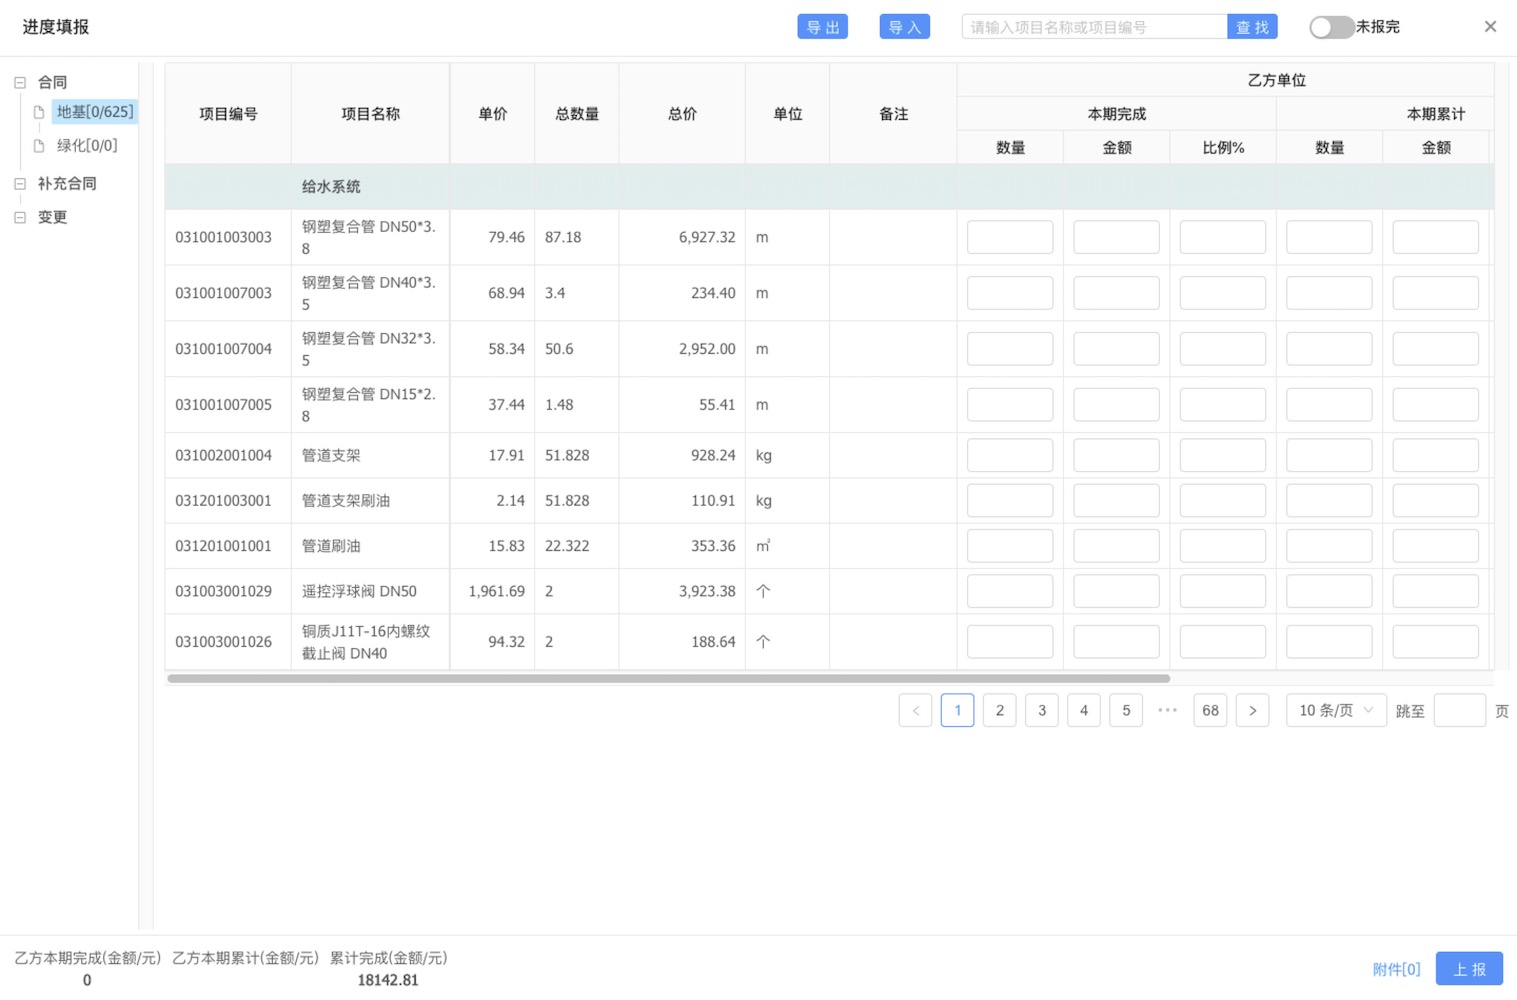 进度填报
导 出
导 入
请输入项目名称或项目编号
查 找
未报完
合同
地基[0/625]
绿化[0/0]
补充合同
变更
项目编号 项目名称 单价 总数量 总价 单位 备注 乙方单位
本期完成 本期累计
数量 金额 比例% 数量 金额
给水系统
031001003003 钢塑复合管 DN50*3. 79.46 87.18 6,927.32 m
8
031001007003 钢塑复合管 DN40*3. 68.94 3.4 234.40 m
5
031001007004 钢塑复合管 DN32*3. 58.34 50.6 2,952.00 m
5
031001007005 钢塑复合管 DN15*2. 37.44 1.48 55.41 m
8
031002001004 管道支架 17.91 51.828 928.24 kg
031201003001 管道支架刷油 2.14 51.828 110.91 kg
031201001001 管道刷油 15.83 22.322 353.36 ㎡
031003001029 遥控浮球阀 DN50 1,961.69 2 3,923.38 个
031003001026 铜质J11T-16内螺纹 94.32 2 188.64 个
截止阀 DN40
< 1 2 3 4 5 ••• 68 > 10 条/页 跳至 页
乙方本期完成(金额/元) 乙方本期累计(金额/元) 累计完成(金额/元)
0 18142.81
附件[0]
上 报